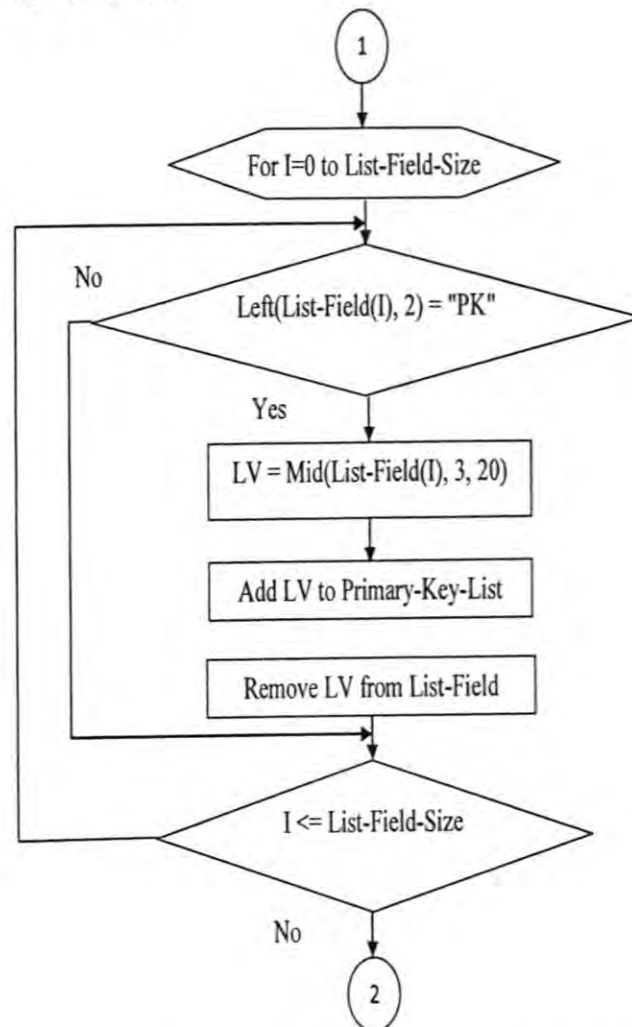 1
For I=0 to List-Field-Size
No
Left(List-Field(I), 2) = "PK"
Yes
LV = Mid(List-Field(I), 3, 20)
Add LV to Primary-Key-List
Remove LV from List-Field
I <= List-Field-Size
No
2